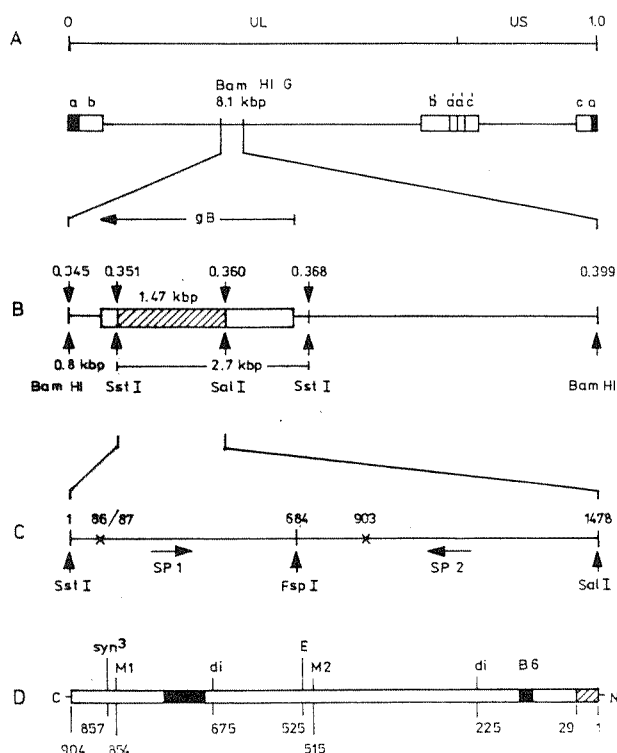 A
0 UL US 1.0
Bam HI G
8.1 kbp
a b b' a' a' c' c a
gB
B
0.345 0.351 0.360 0.368 0.399
1.47 kbp
0.8 kbp 2.7 kbp
Bam HI Sst I Sal I Sst I Bam HI
C
1 86/87 684 903 1478
SP 1 SP 2
Sst I Fsp I Sal I
syn3 E
M1 di M2 di B6
D C N
857 675 525 225 29 1
904 854 515